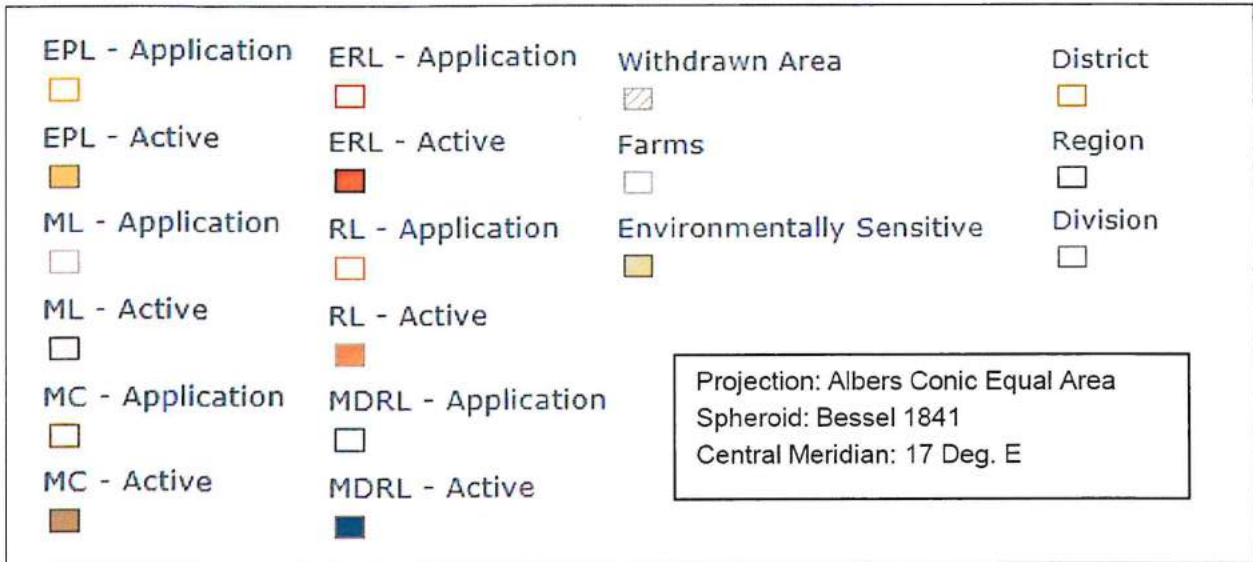 EPL - Application
EPL - Active
ML - Application
ML - Active
MC - Application
MC - Active
ERL - Application
ERL - Active
RL - Application
RL - Active
MDRL - Application
MDRL - Active
Withdrawn Area
Farms
Environmentally Sensitive
District
Region
Division
Projection: Albers Conic Equal Area
Spheroid: Bessel 1841
Central Meridian: 17 Deg. E